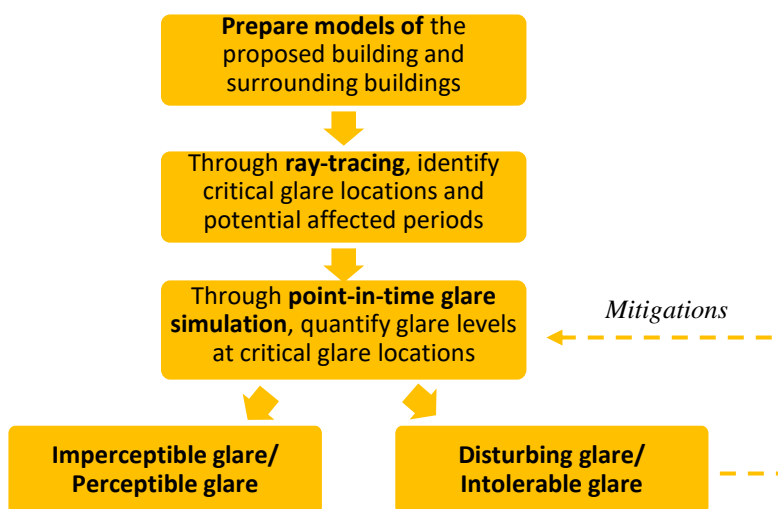 Prepare models of the
proposed building and
surrounding buildings
Through ray-tracing, identify
critical glare locations and
potential affected periods
Through point-in-time glare
simulation, quantify glare levels
at critical glare locations
Mitigations
Imperceptible glare/
Perceptible glare
Disturbing glare/
Intolerable glare